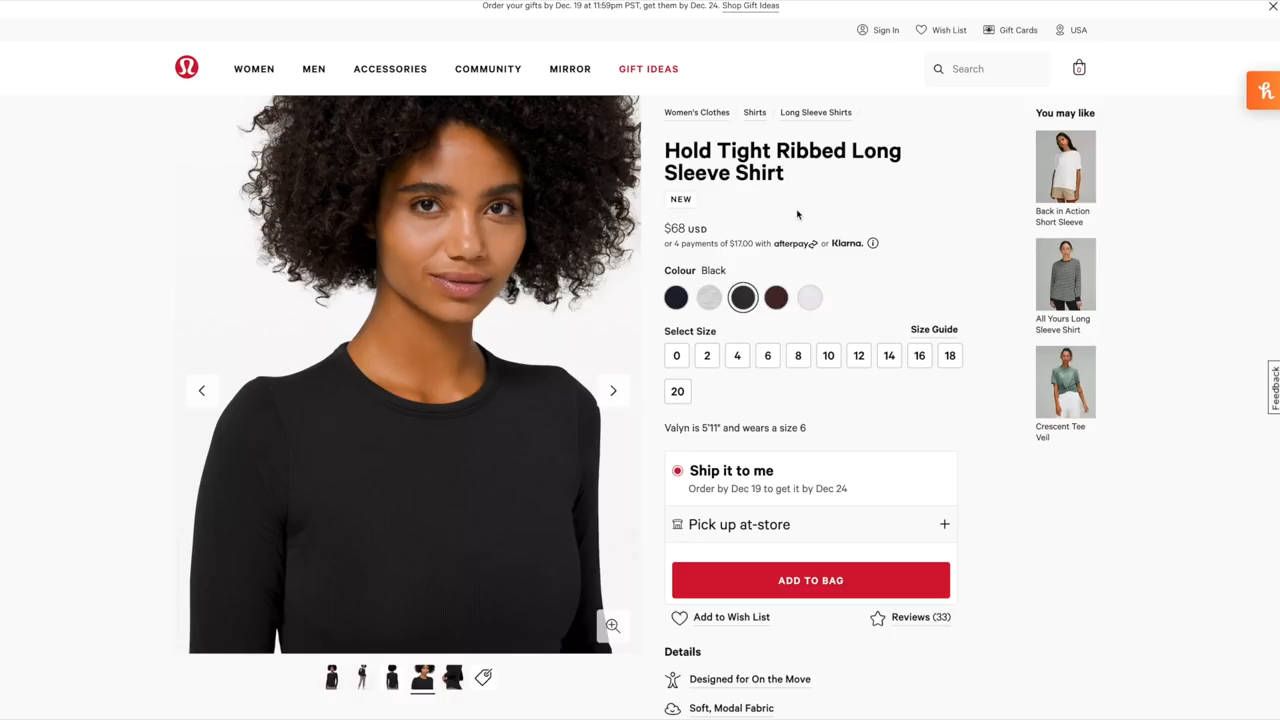 Order your gifts by Dec. 19 at 11:59pm PST, get them by Dec. 24. Shop Gift Ideas
Sign In Wish List Gift Cards USA
WOMEN MEN ACCESSORIES COMMUNITY MIRROR GIFT IDEAS Search 0
Women's Clothes Shirts Long Sleeve Shirts
Hold Tight Ribbed Long
Sleeve Shirt
NEW
$68 USD
or 4 payments of $17.00 with afterpay or Klarna.
Colour Black
Select Size Size Guide
0 2 4 6 8 10 12 14 16 18
20
Valyn is 5'11" and wears a size 6
Ship it to me
Order by Dec 19 to get it by Dec 24
Pick up at-store
ADD TO BAG
Add to Wish List Reviews (33)
Details
Designed for On the Move
Soft, Modal Fabric
You may like
Back in Action
Short Sleeve
All Yours Long
Sleeve Shirt
Crescent Tee
Veil
Feedback